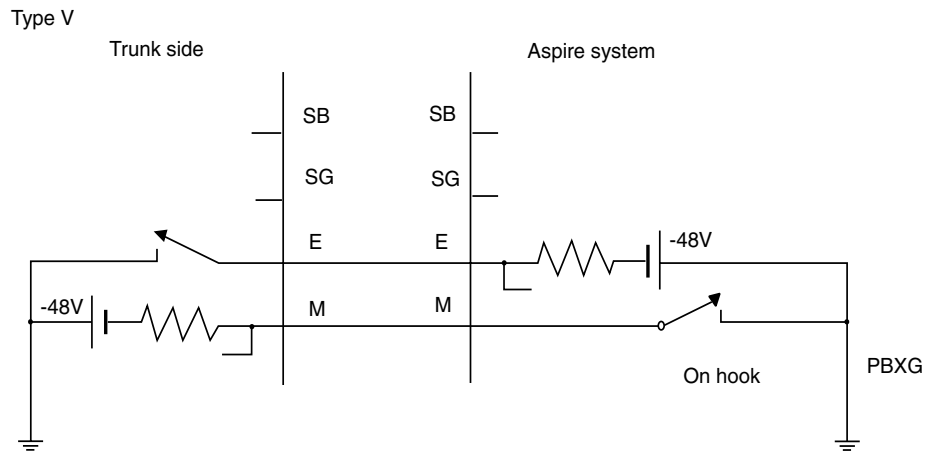 Type V
Trunk side
Aspire system
SB
SB
SG
SG
E
E
-48V
-48V
M
M
On hook
PBXG